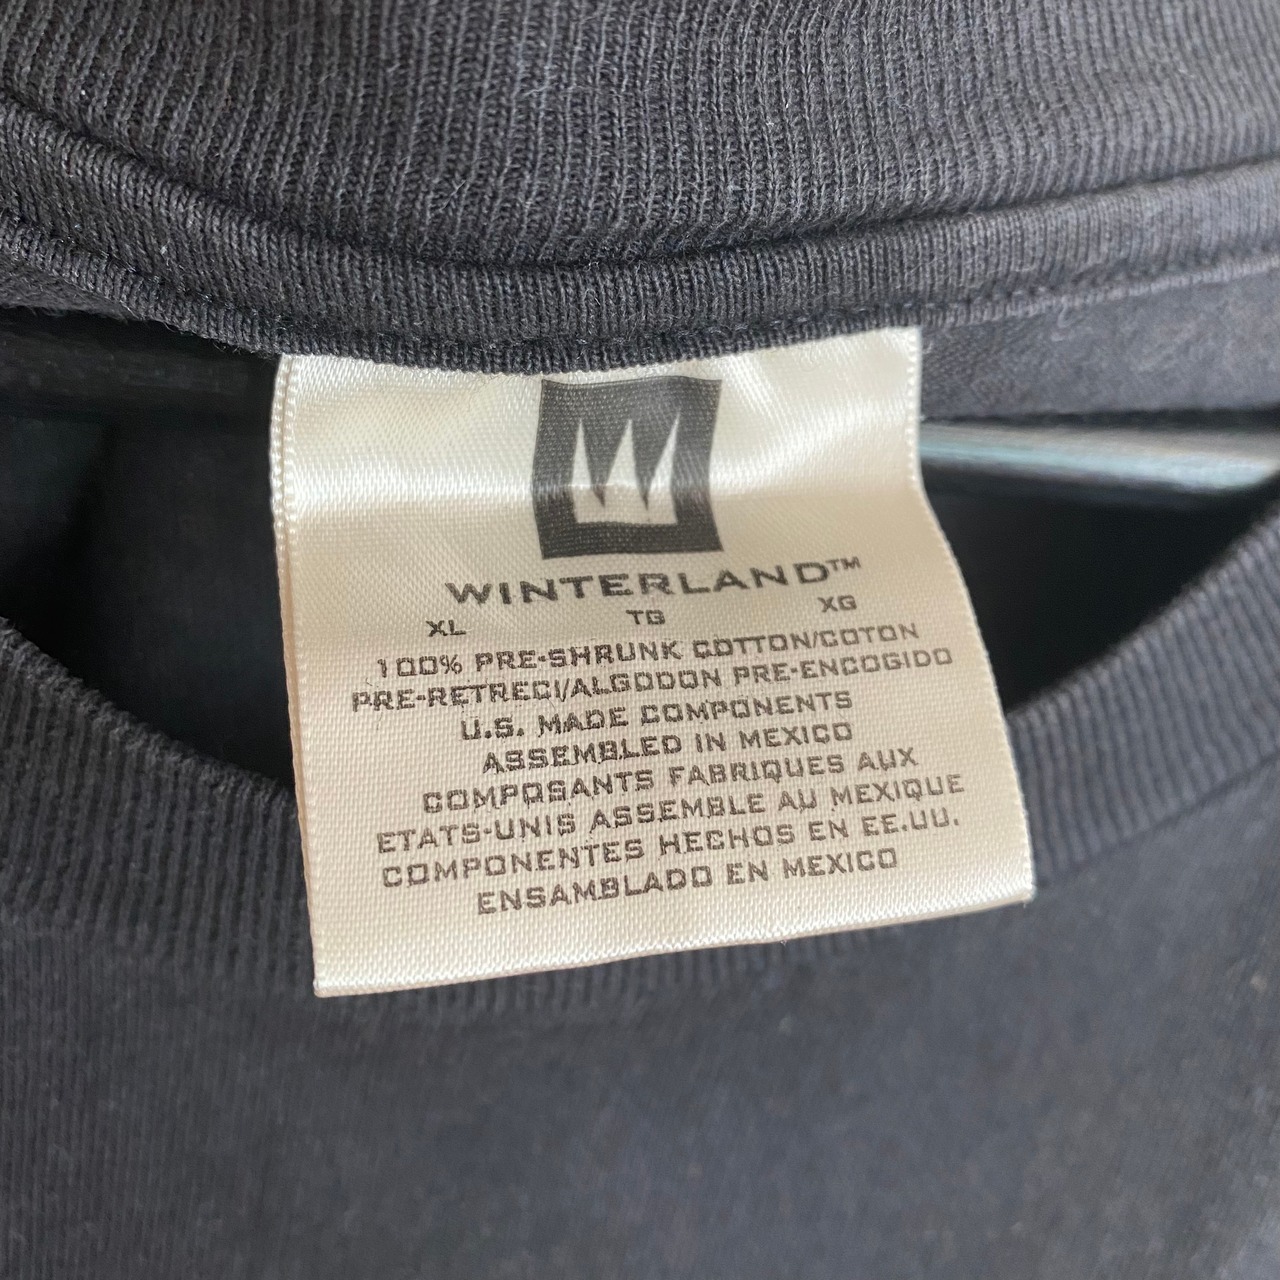 WINTERLAND™
XL TG XG
100% PRE-SHRUNK COTTON/COTON
PRE-RETRECI/ALGODON PRE-ENCOGIDO
U.S. MADE COMPONENTS
ASSEMBLED IN MEXICO
COMPOSANTS FABRIQUES AUX
ETATS-UNIS ASSEMBLE AU MEXIQUE
COMPONENTES HECHOS EN EE.UU.
ENSAMBLADO EN MEXICO